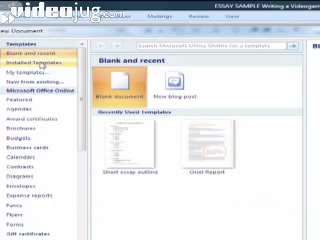 videojug.com
ESSAY SAMPLE Writing a Videogam
Mailings
Review
View
New Document
Templates
Blank and recent
Installed Templates
My templates...
New from existing...
Microsoft Office Online
Featured
Agendas
Award certificates
Brochures
Budgets
Business cards
Calendars
Contracts
Diagrams
Envelopes
Expense reports
Faxes
Flyers
Forms
Gift certificates
Search Microsoft Office Online for a template
Blank and recent
Blank document
New blog post
Recently Used Templates
Short essay outline
Oriel Report
Bl